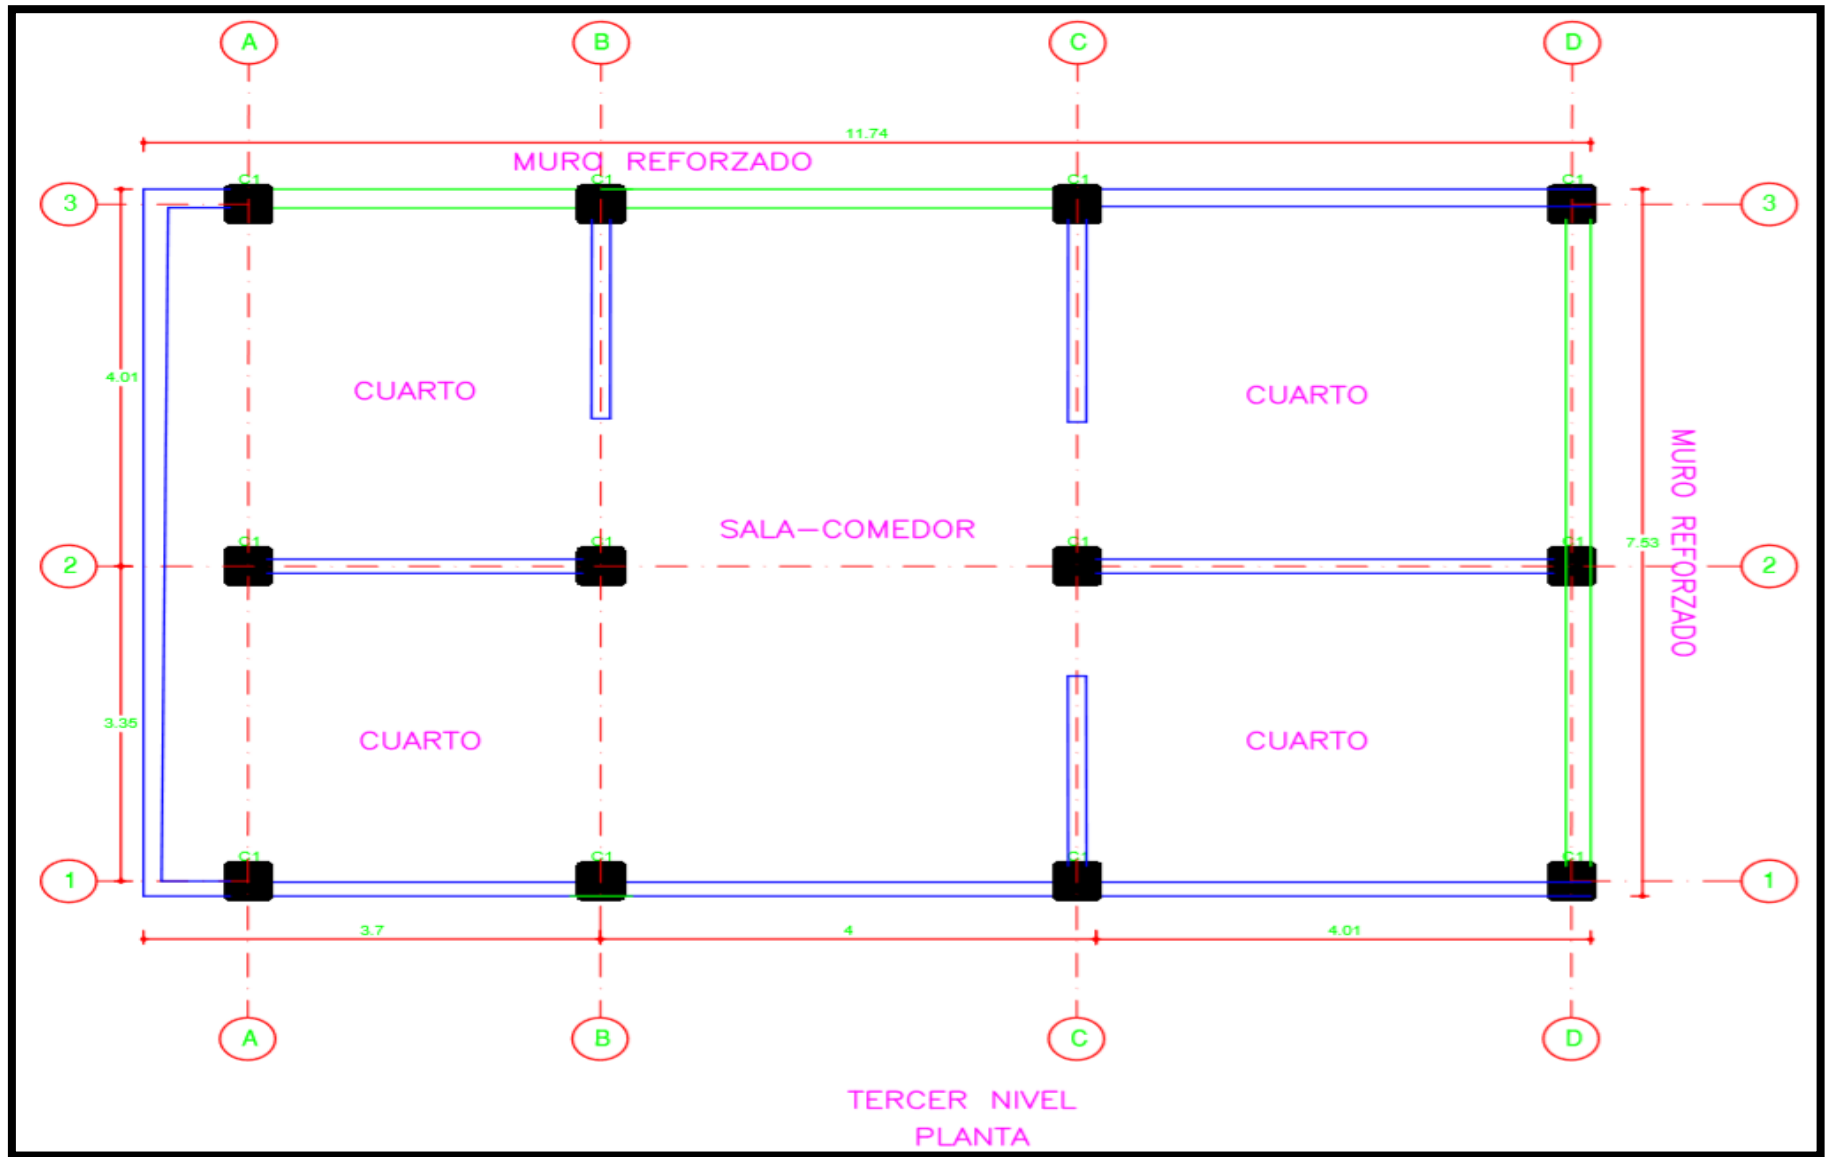 A B C D
11.74
MURO REFORZADO
C1 C1 C1 C1
3 3
4.01
CUARTO CUARTO
MURO REFORZADO
SALA-COMEDOR
C1 C1 C1 C1
7.53
2 2
3.35
CUARTO CUARTO
C1 C1 C1 C1
1 1
3.7 4 4.01
A B C D
TERCER NIVEL
PLANTA